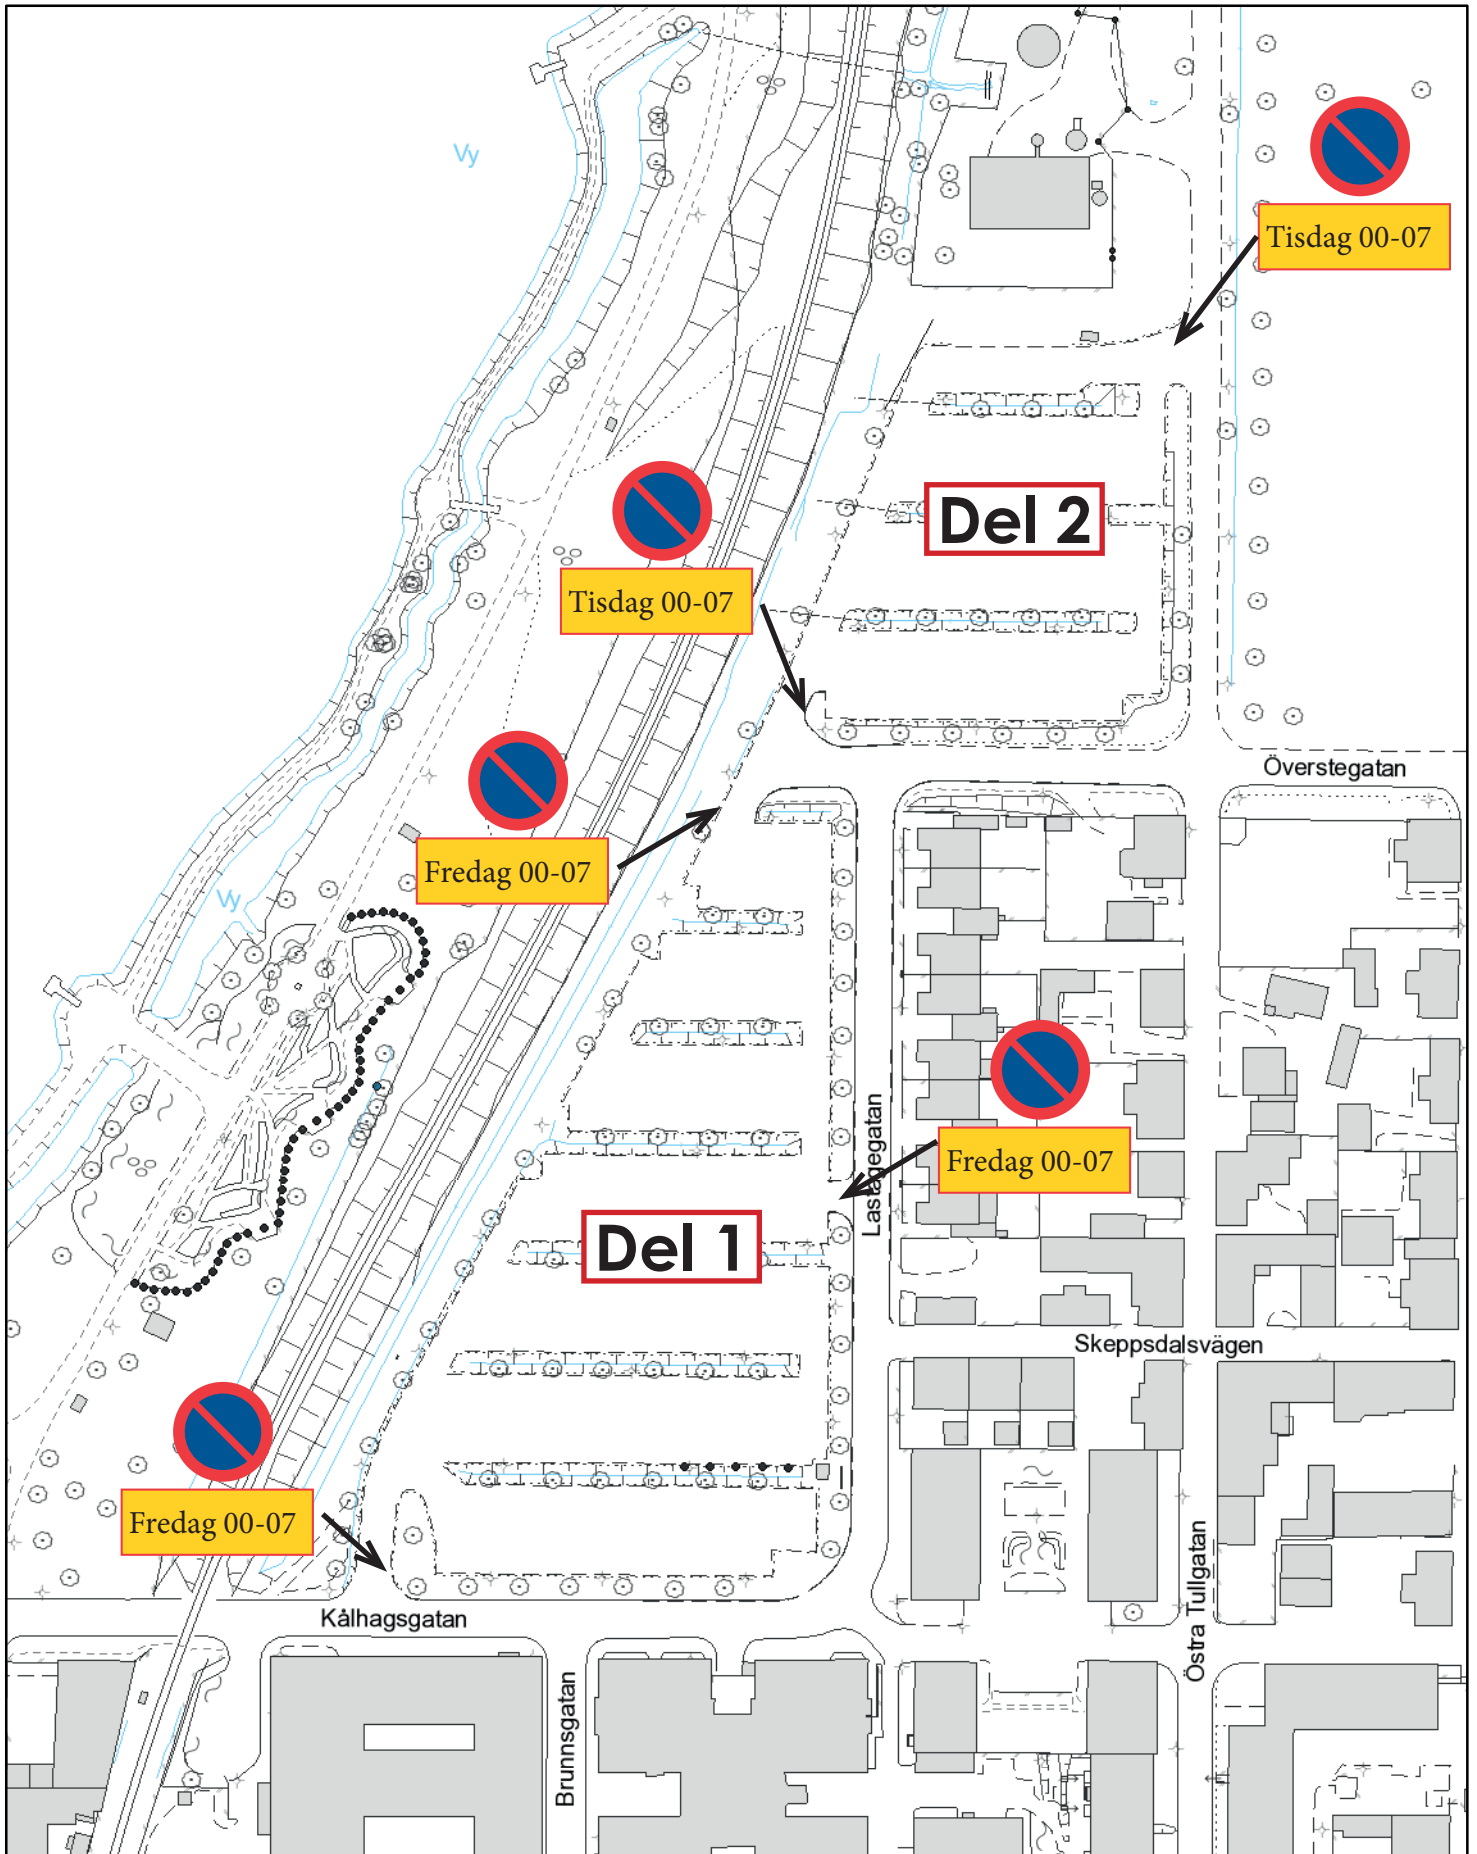 Vy
Tisdag 00-07
Del 2
Tisdag 00-07
Överstegatan
Fredag 00-07
Vy
Lastagegatan
Fredag 00-07
Del 1
Skeppsdalsvägen
Fredag 00-07
Östra Tullgatan
Kålhagsgatan
Brunnsgatan